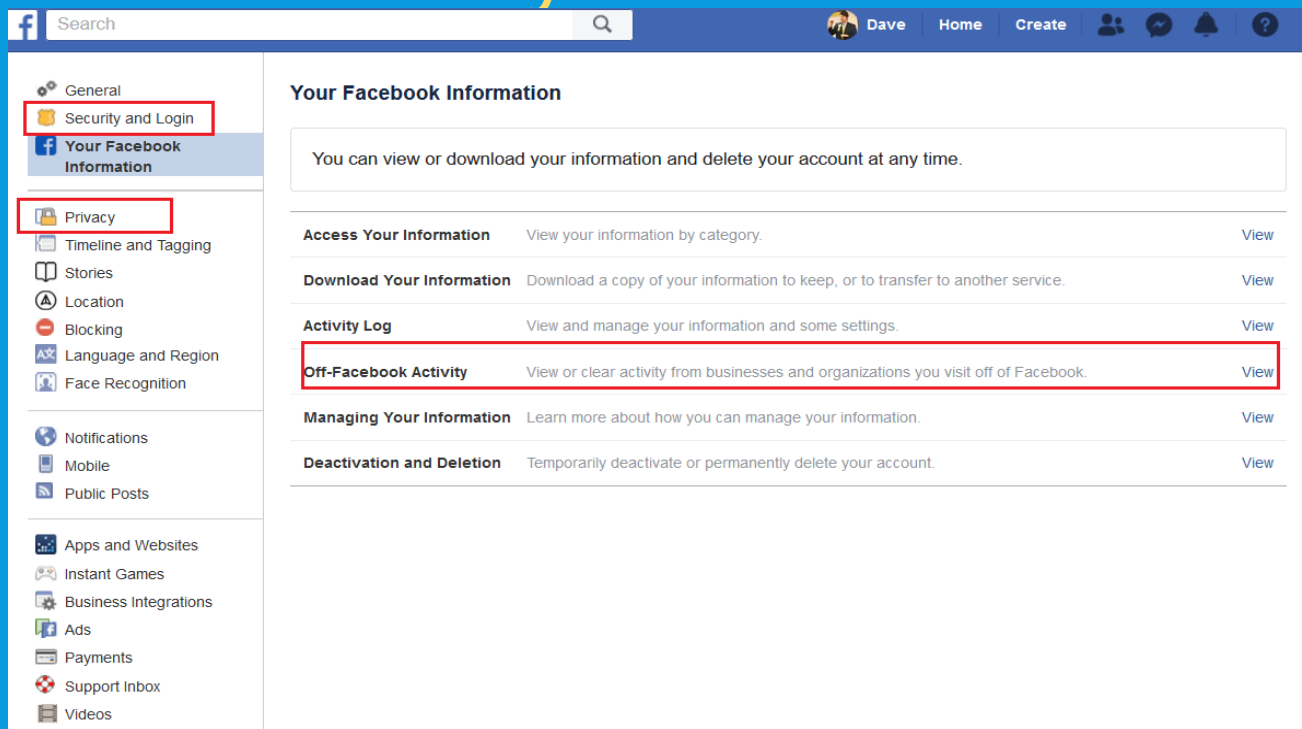 f Search Dave Home Create
General
Security and Login
Your Facebook
Information
Privacy
Timeline and Tagging
Stories
Location
Blocking
Language and Region
Face Recognition
Notifications
Mobile
Public Posts
Apps and Websites
Instant Games
Business Integrations
Ads
Payments
Support Inbox
Videos
Your Facebook Information
You can view or download your information and delete your account at any time.
Access Your Information View your information by category. View
Download Your Information Download a copy of your information to keep, or to transfer to another service. View
Activity Log View and manage your information and some settings. View
Off-Facebook Activity View or clear activity from businesses and organizations you visit off of Facebook. View
Managing Your Information Learn more about how you can manage your information. View
Deactivation and Deletion Temporarily deactivate or permanently delete your account. View